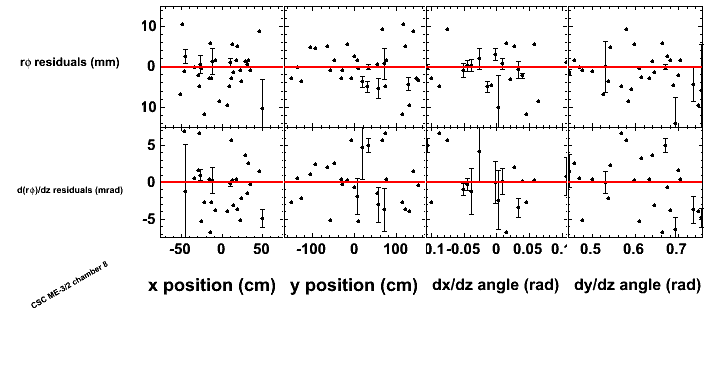 rϕ residuals (mm)
10
0
10
d(rϕ)/dz residuals (mrad)
5
0
-5
-50 0 50
-100 0 100
0.1 -0.05 0 0.05 0.
0.5 0.6 0.7
x position (cm)
y position (cm)
dx/dz angle (rad)
dy/dz angle (rad)
CSC ME-3/2 chamber 8